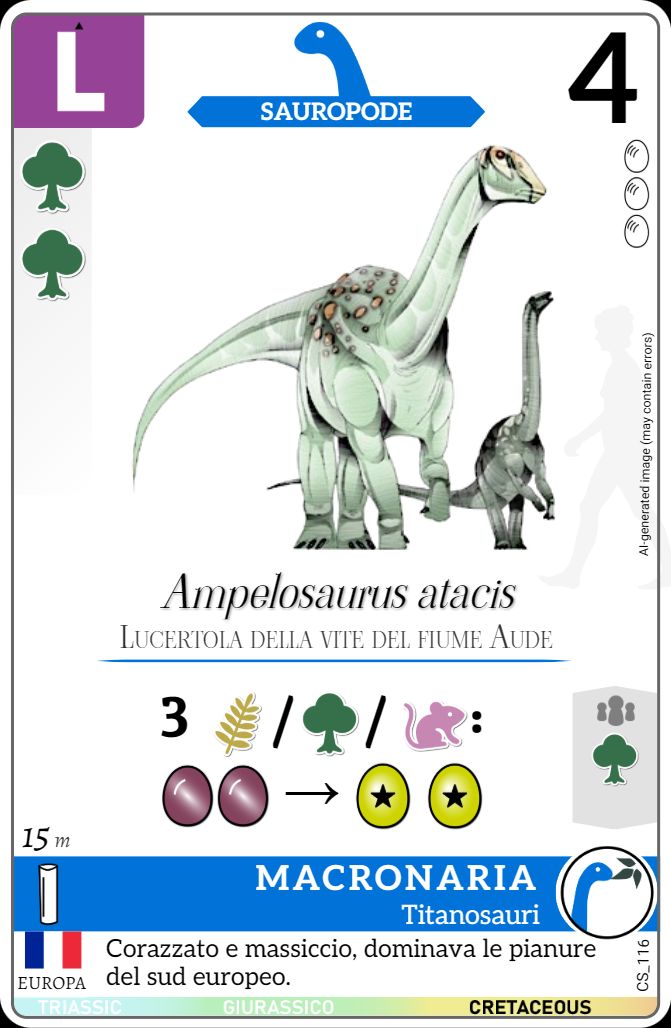 L
SAUROPODE
4
AI-generated image (may contain errors)
Ampelosaurus atacis
Lucertola della vite del fiume Aude
3 / / :
15 m
MACRONARIA
Titanosauri
EUROPA
Corazzato e massiccio, dominava le pianure
del sud europeo.
CS_116
TRIASSIC
GIURASSICO
CRETACEOUS